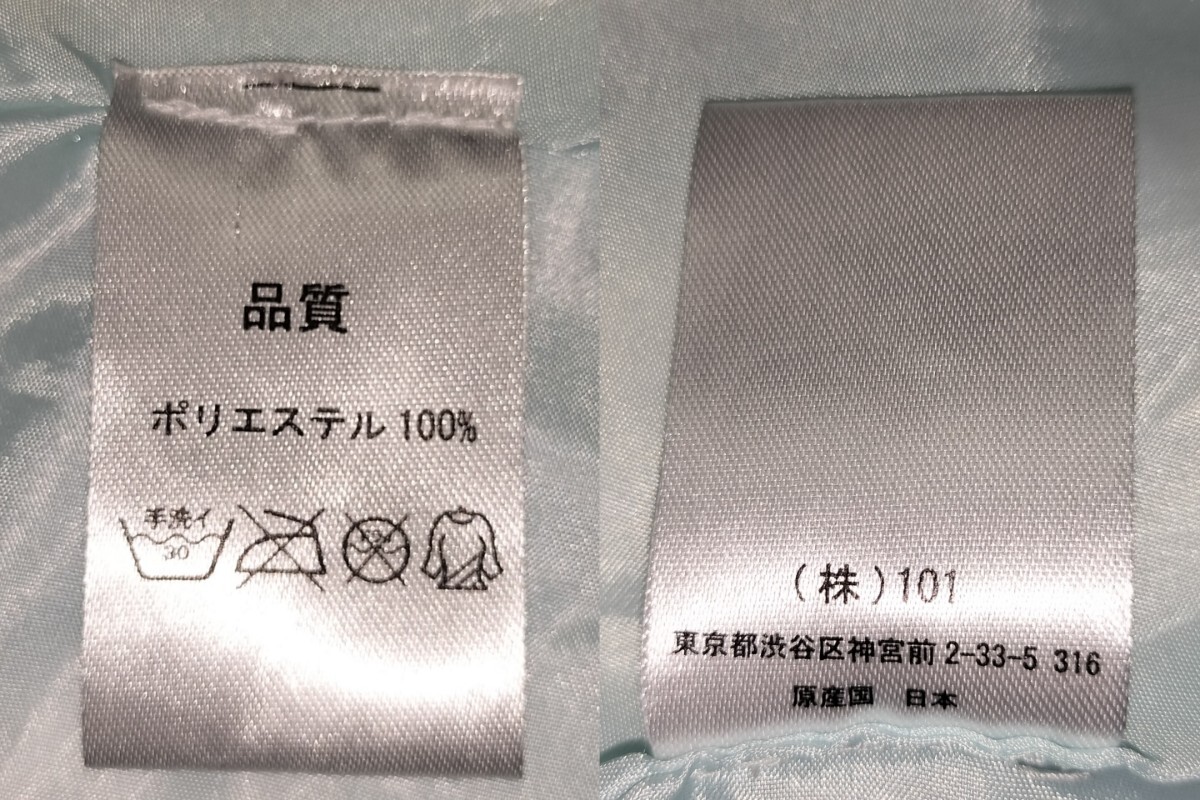 品質
ポリエステル 100%
手洗イ
30
(株)101
東京都渋谷区神宮前 2-33-5 316
原産国 日本